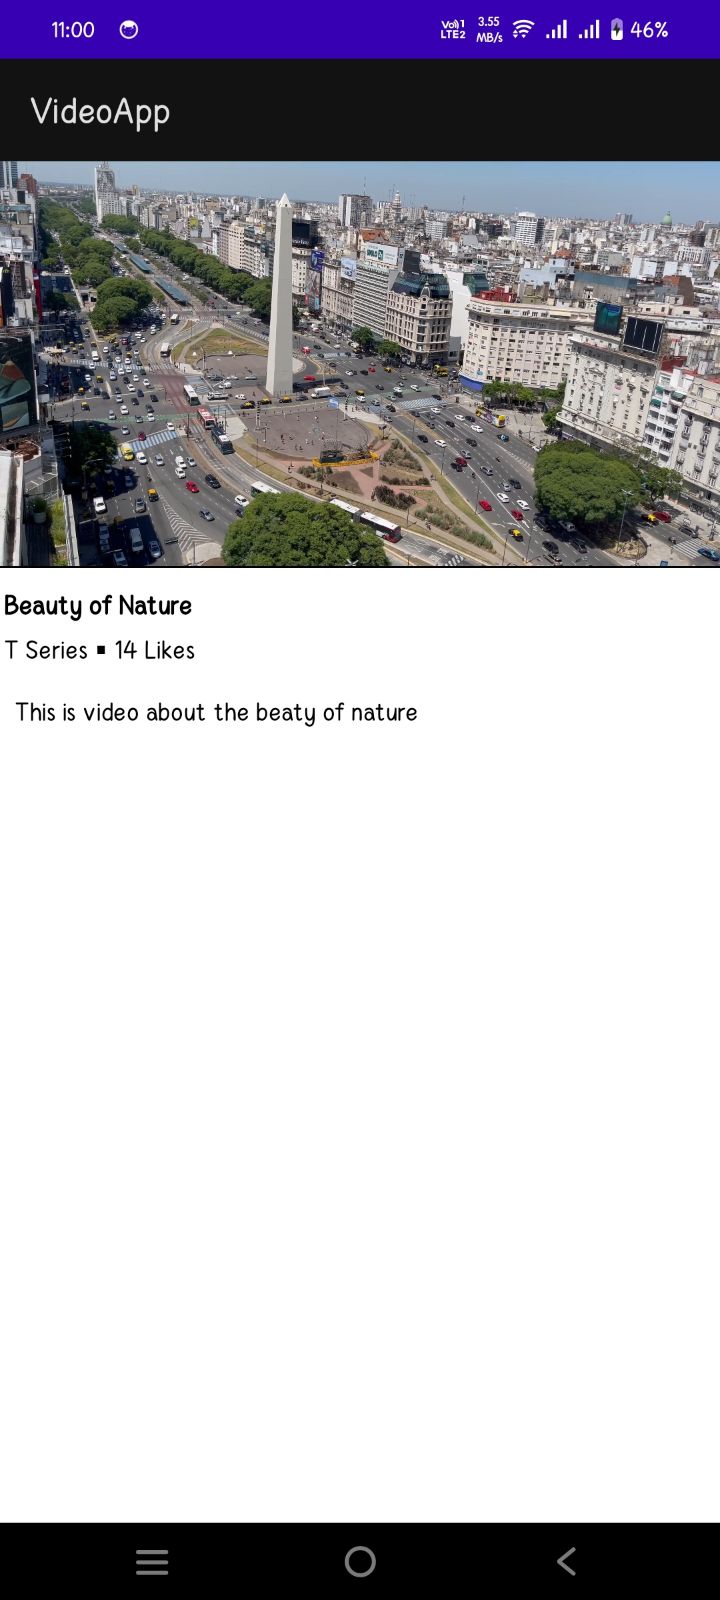 11:00
Vo))1
LTE2
3.55
MB/s
46%
VideoApp
Beauty of Nature
T Series ▪ 14 Likes
This is video about the beaty of nature